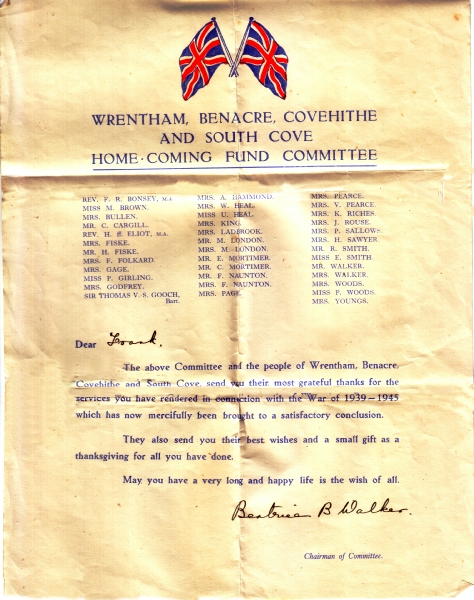 WRENTHAM, BENACRE, COVEHITHE
AND SOUTH COVE
HOME-COMING FUND COMMITTEE
REV. F. R. BONSEY, M.A
MISS M. BROWN.
MRS. BULLEN.
MR. C. CARGILL.
REV. H. E. ELIOT, M.A.
MRS. FISKE.
MR. H. FISKE.
MRS. F. FOLKARD.
MRS. GAGE.
MISS P. GIRLING.
MRS. GODFREY.
SIR THOMAS V. S. GOOCH,
Bart.
MRS. A. HAMMOND.
MRS. W. HEAL.
MISS U. HEAL.
MRS. KING.
MRS. LADBROOK.
MR. M. LONDON.
MRS. M. LONDON.
MR. E. MORTIMER.
MR. C. MORTIMER.
MR. F. NAUNTON.
MRS. F. NAUNTON.
MRS. PAGE.
MRS. PEARCE.
MRS. V. PEARCE.
MRS. K. RICHES.
MRS. J. ROUSE.
MRS. P. SALLOWS.
MRS. H. SAWYER
MR. R. SMITH.
MISS E. SMITH
MR. WALKER.
MRS. WALKER.
MRS. WOODS.
MISS F. WOODS.
MRS. YOUNGS.
Dear Frank.
The above Committee and the people of Wrentham, Benacre,
Covehithe and South Cove, send you their most grateful thanks for the
services you have rendered in connection with the War of 1939-1945
which has now mercifully been brought to a satisfactory conclusion.
They also send you their best wishes and a small gift as a
thanksgiving for all you have done.
May you have a very long and happy life is the wish of all.
Beatrice B Walker.
Chairman of Committee.